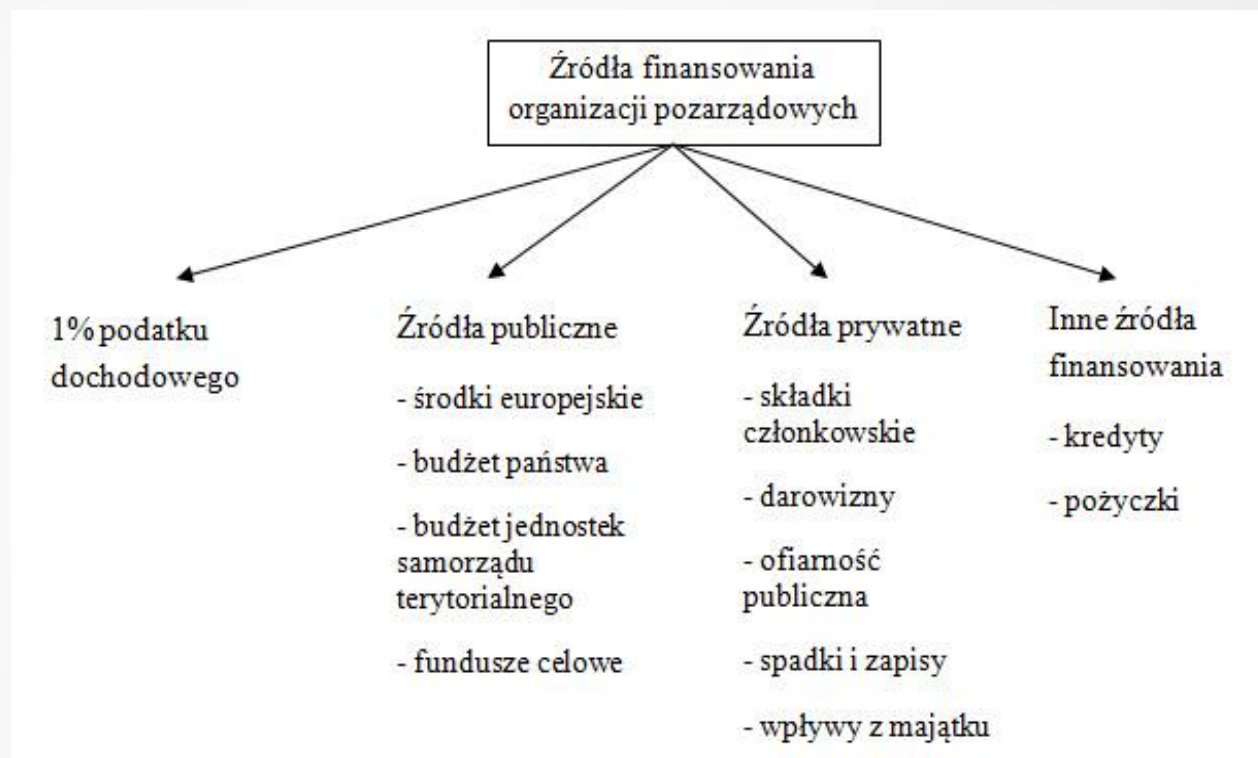 Źródła finansowania
organizacji pozarządowych
1% podatku
dochodowego
Źródła publiczne
- środki europejskie
- budżet państwa
- budżet jednostek
samorządu
terytorialnego
- fundusze celowe
Źródła prywatne
- składki
członkowskie
- darowizny
- ofiarność
publiczna
- spadki i zapisy
- wpływy z majątku
Inne źródła
finansowania
- kredyty
- pożyczki